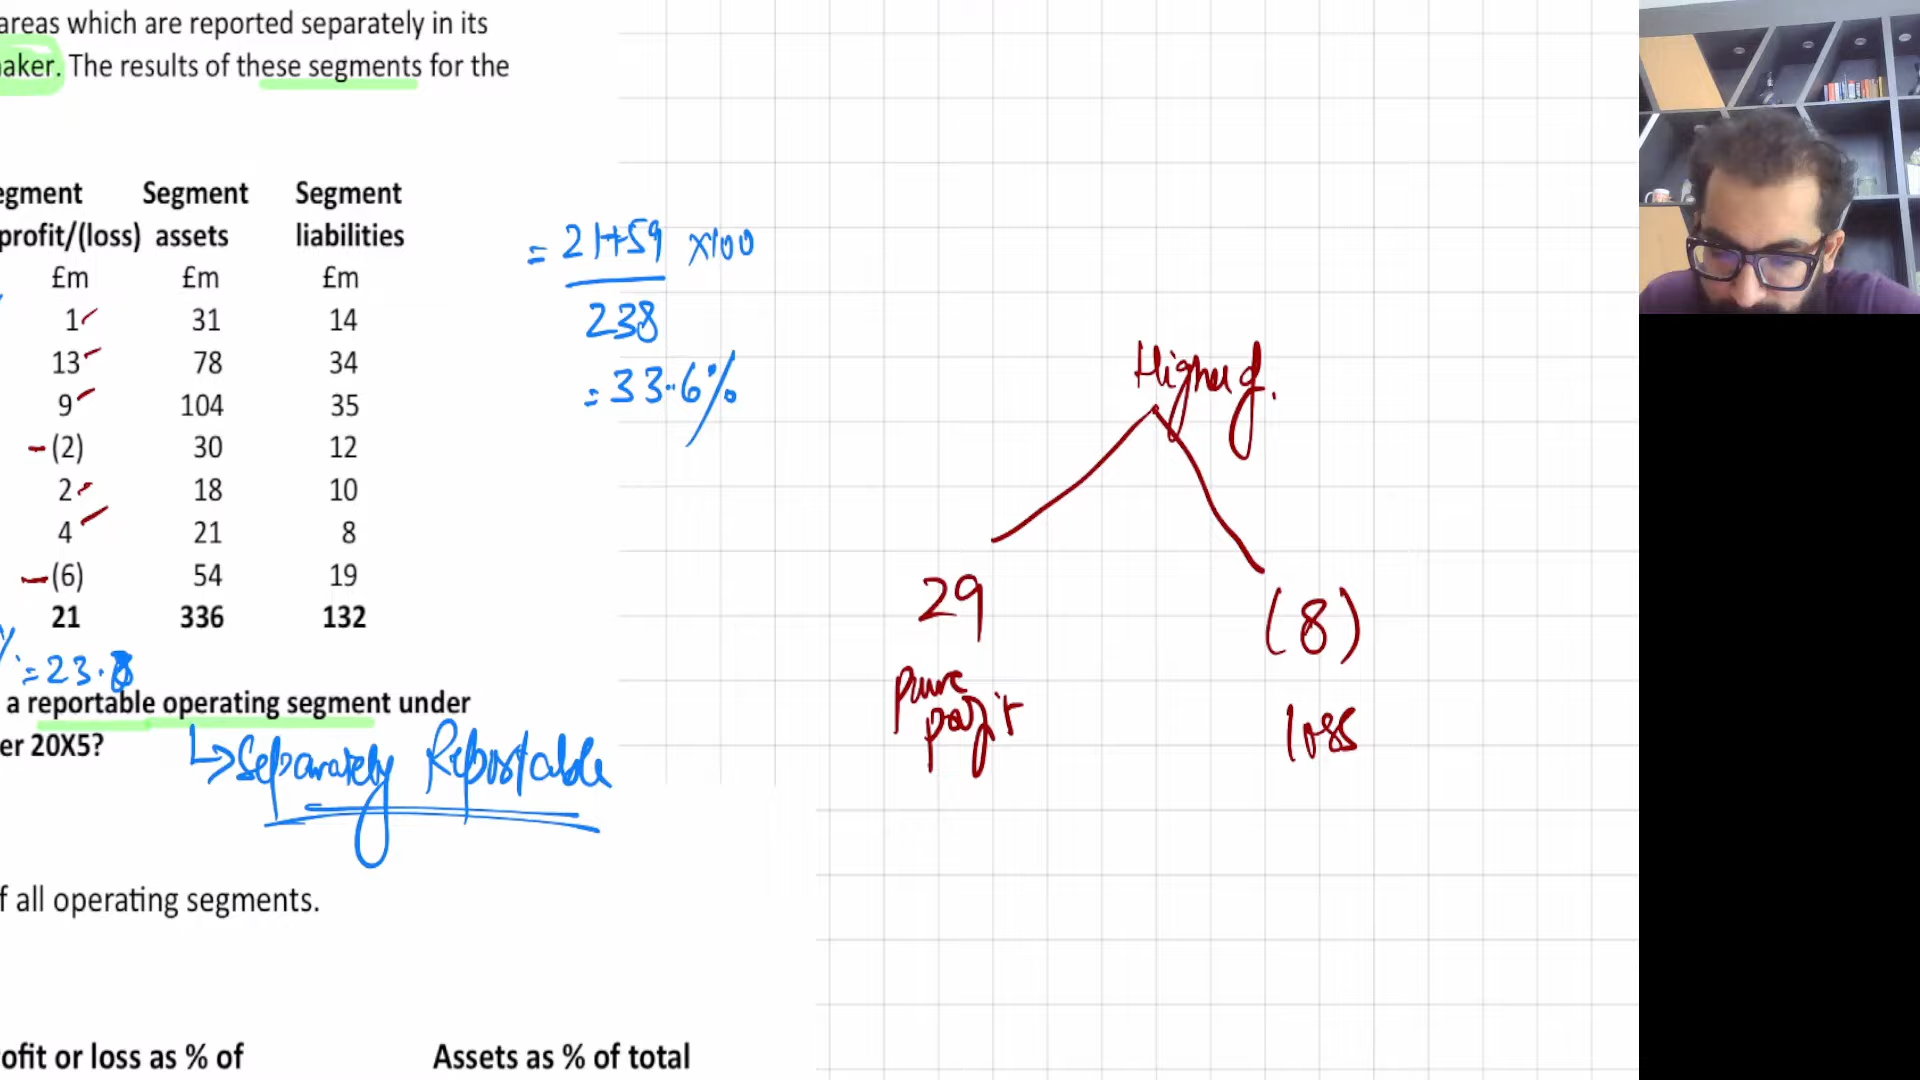 areas which are reported separately in its
aker. The results of these segments for the
egment Segment Segment
profit/(loss) assets liabilities
£m £m £m
1 31 14
13 78 34
9 104 35
(2) 30 12
2 18 10
4 21 8
(6) 54 19
21 336 132
= 21+59 x100
238
= 33.6%
= 23.8
a reportable operating segment under
er 20X5?
↳ Separately Reportable
f all operating segments.
ofit or loss as % of Assets as % of total
Higher of.
29 (8)
pure profit loss